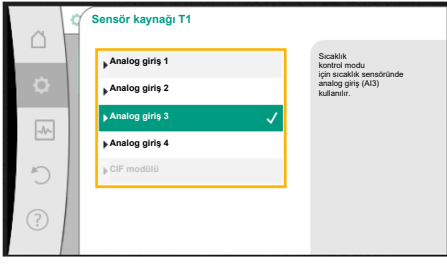 Sensör kaynağı T1
Analog giriş 1
Analog giriş 2
Analog giriş 3
Analog giriş 4
CIF modülü
Sıcaklık
kontrol modu
için sıcaklık sensöründe
analog giriş (AI3)
kullanılır.